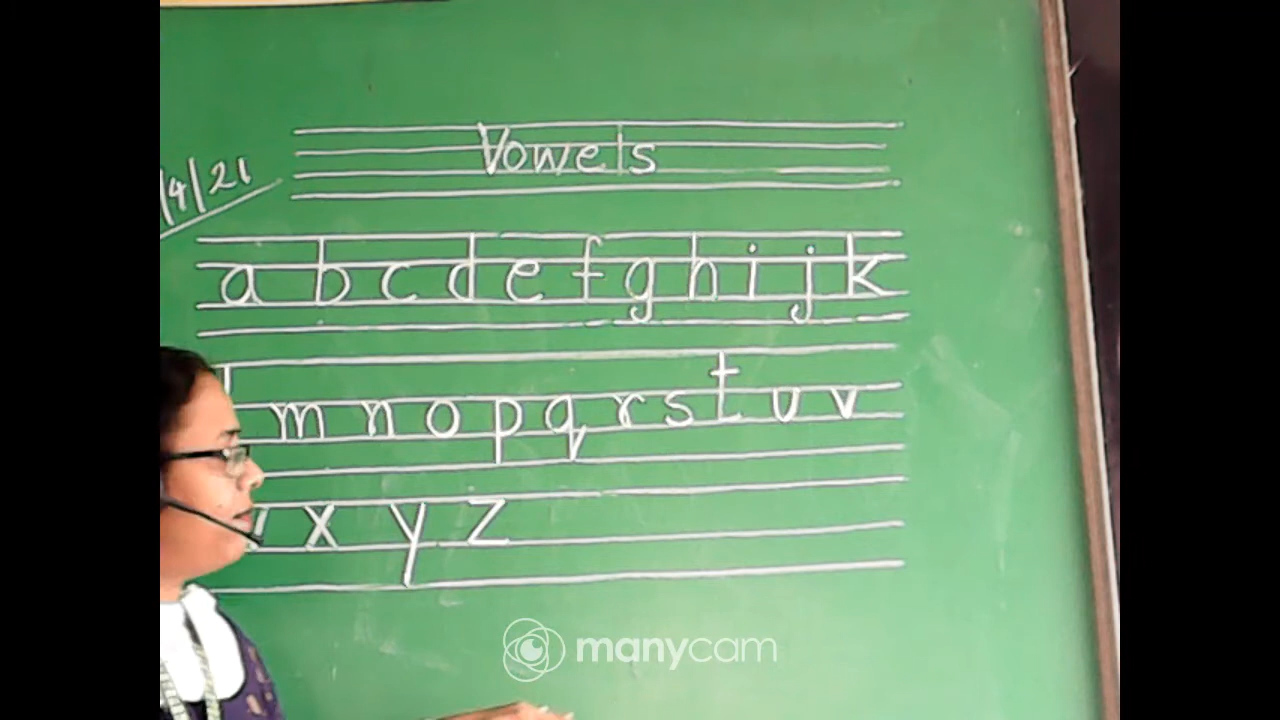 Vowels
/4/21
a b c d e f g h i j k
l m n o p q r s t u v
x y z
manycam